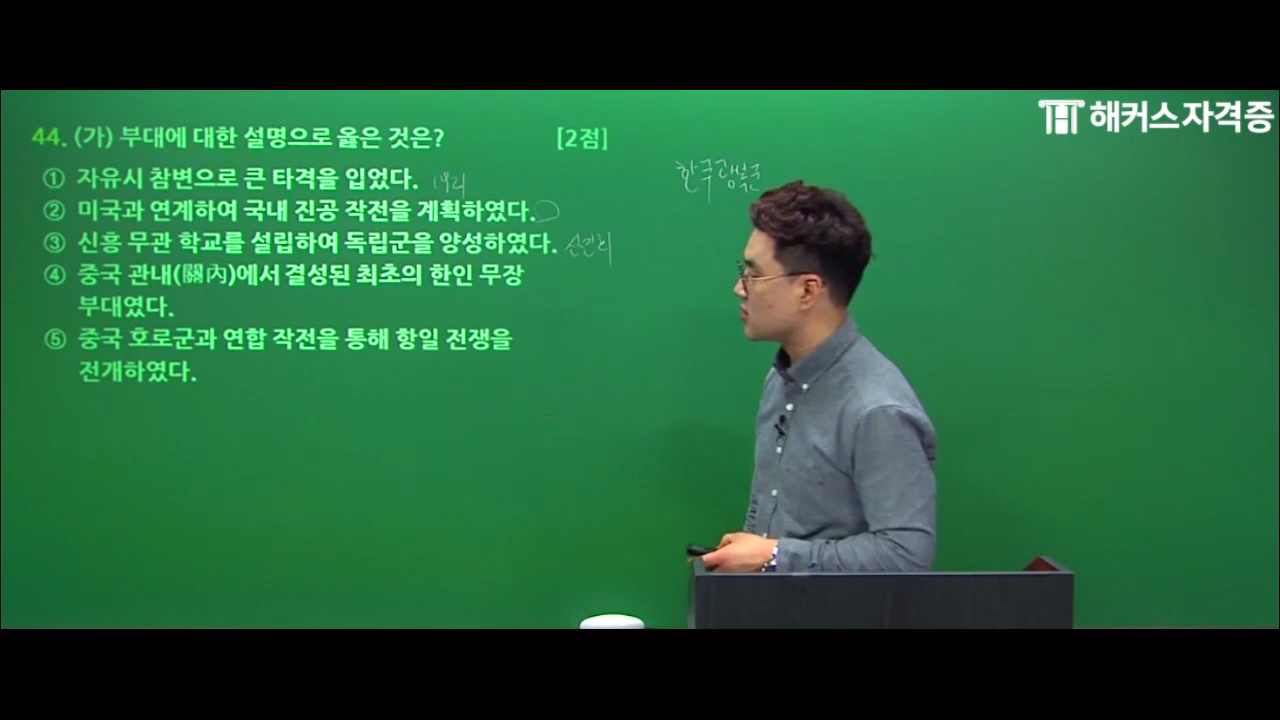 해커스자격증
44. (가) 부대에 대한 설명으로 옳은 것은? [2점]
① 자유시 참변으로 큰 타격을 입었다.
② 미국과 연계하여 국내 진공 작전을 계획하였다.
③ 신흥 무관 학교를 설립하여 독립군을 양성하였다.
④ 중국 관내(關內)에서 결성된 최초의 한인 무장
부대였다.
⑤ 중국 호로군과 연합 작전을 통해 항일 전쟁을
전개하였다.
한국광복군